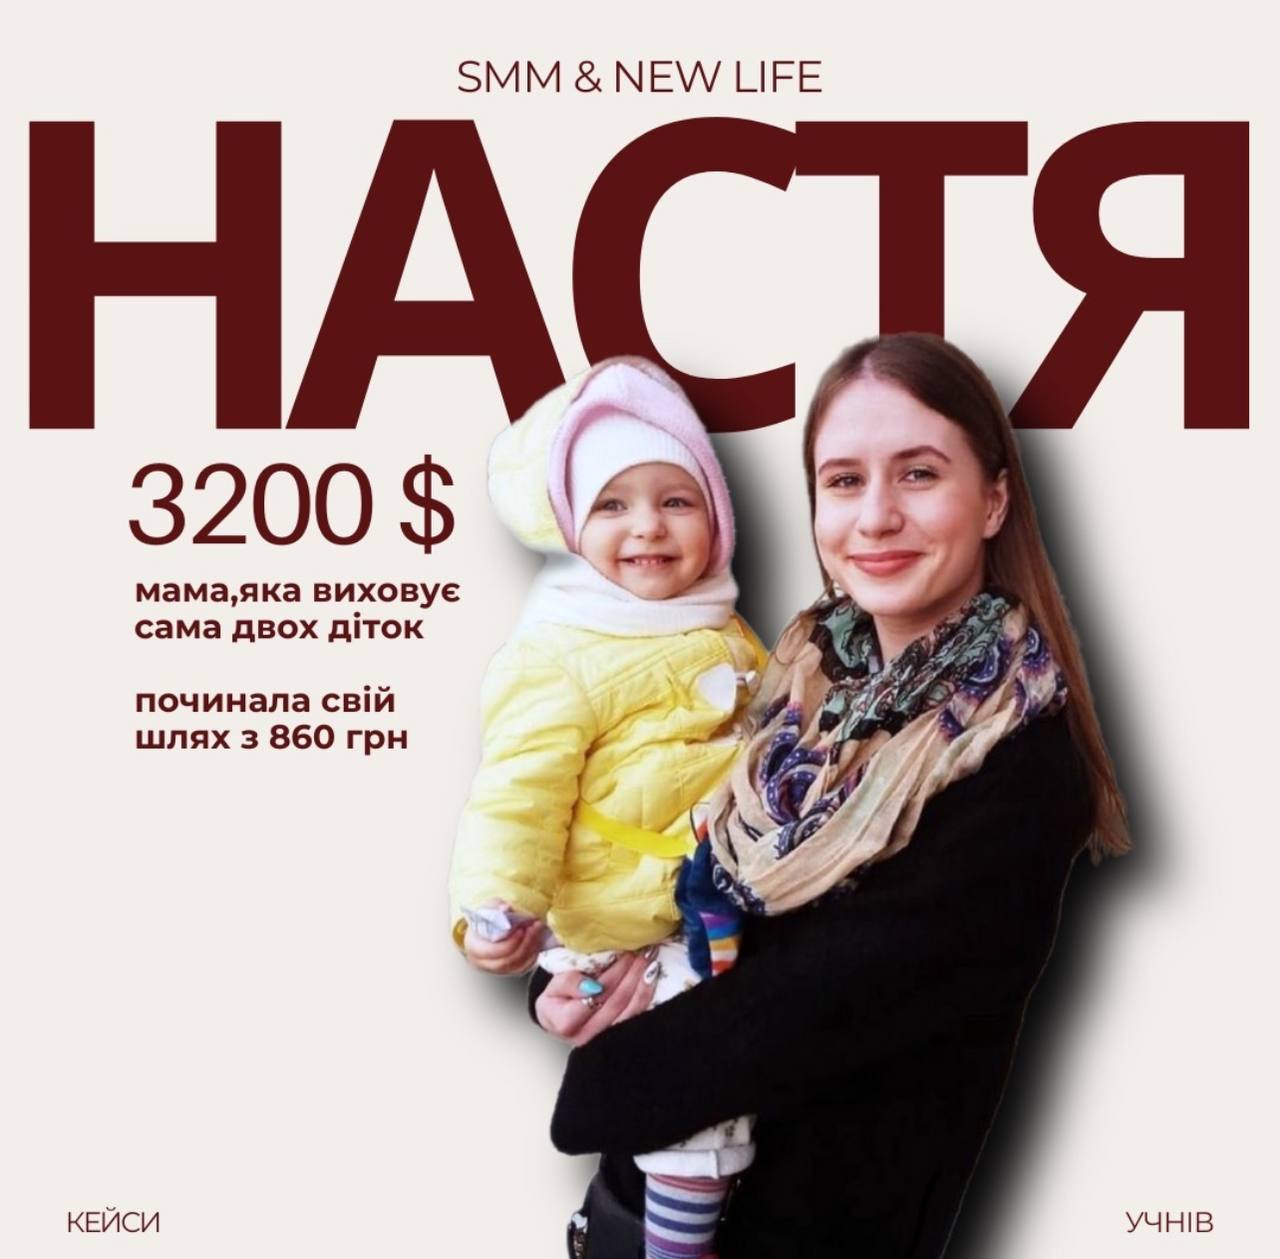 SMM & NEW LIFE
НАСТЯ
3200 $
мама,яка виховує
сама двох діток
починала свій
шлях з 860 грн
КЕЙСИ
УЧНІВ